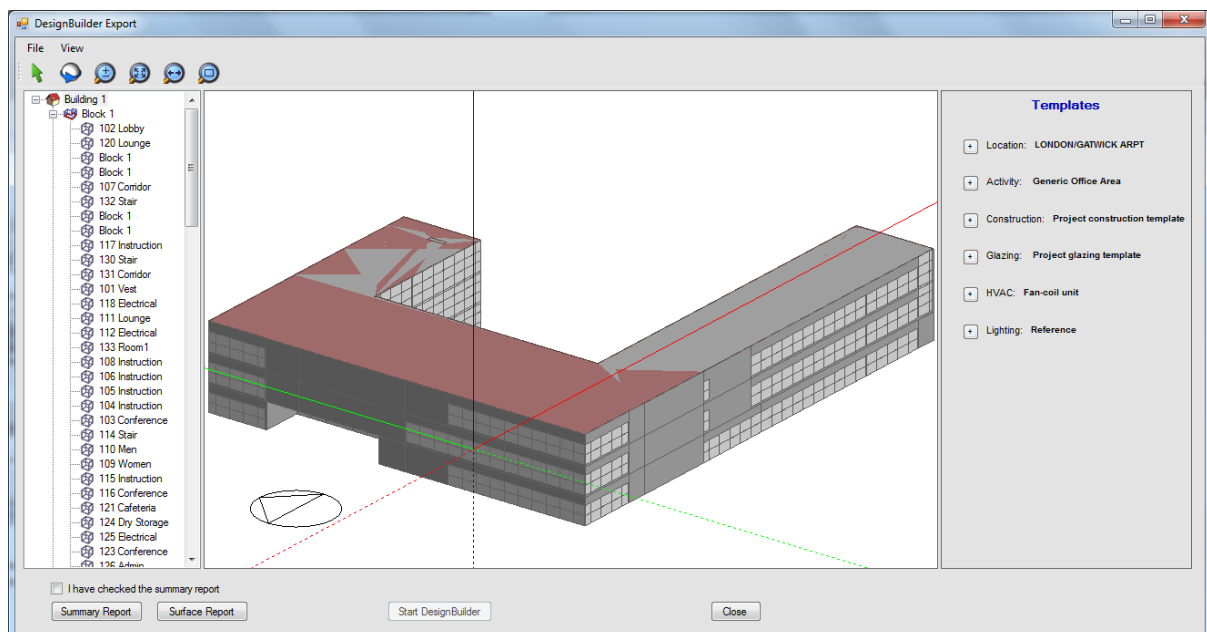 DesignBuilder Export
File View
Building 1
Block 1
102 Lobby
120 Lounge
Block 1
Block 1
107 Corridor
132 Stair
Block 1
Block 1
117 Instruction
130 Stair
131 Corridor
101 Vest
118 Electrical
111 Lounge
112 Electrical
133 Room1
108 Instruction
106 Instruction
105 Instruction
104 Instruction
103 Conference
114 Stair
110 Men
109 Women
115 Instruction
116 Conference
121 Cafeteria
124 Dry Storage
125 Electrical
123 Conference
126 Admin
Templates
+ Location: LONDON/GATWICK ARPT
+ Activity: Generic Office Area
+ Construction: Project construction template
+ Glazing: Project glazing template
+ HVAC: Fan-coil unit
+ Lighting: Reference
I have checked the summary report
Summary Report Surface Report Start DesignBuilder Close